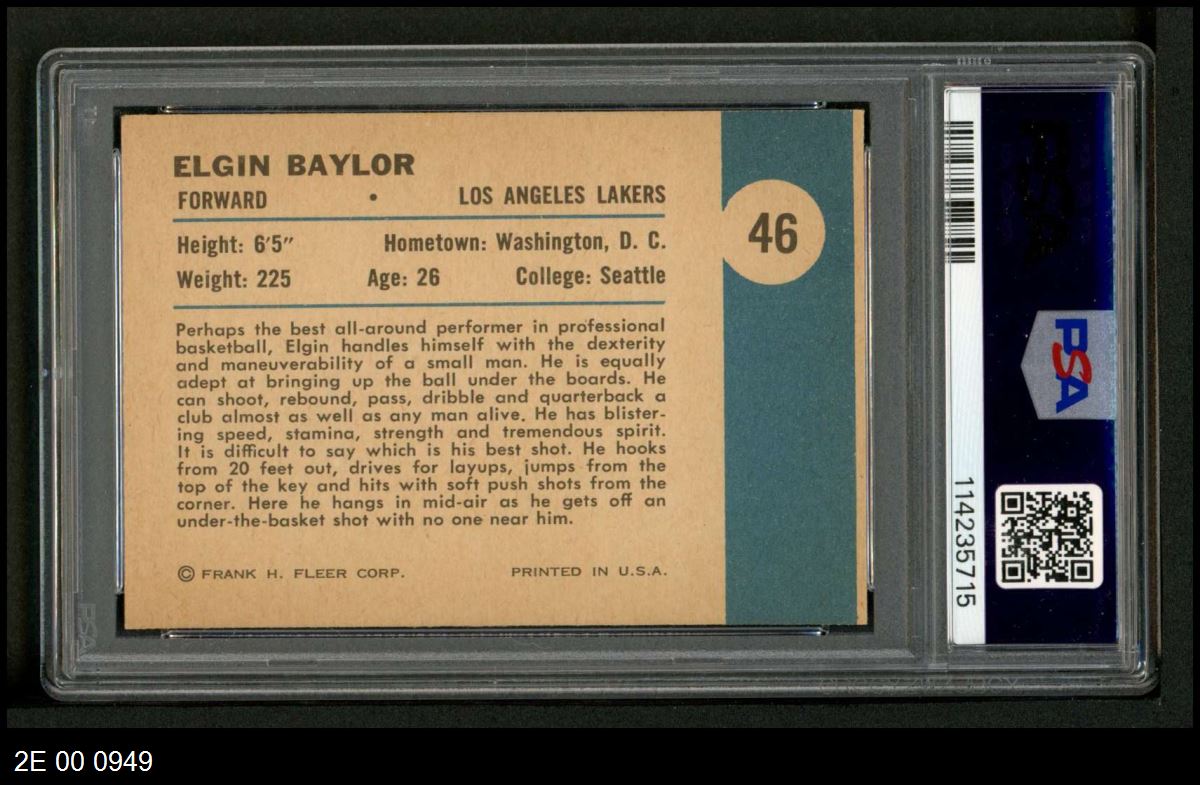 ELGIN BAYLOR
FORWARD • LOS ANGELES LAKERS
Height: 6'5" Hometown: Washington, D. C.
Weight: 225 Age: 26 College: Seattle
46
Perhaps the best all-around performer in professional
basketball, Elgin handles himself with the dexterity
and maneuverability of a small man. He is equally
adept at bringing up the ball under the boards. He
can shoot, rebound, pass, dribble and quarterback a
club almost as well as any man alive. He has blister-
ing speed, stamina, strength and tremendous spirit.
It is difficult to say which is his best shot. He hooks
from 20 feet out, drives for layups, jumps from the
top of the key and hits with soft push shots from the
corner. Here he hangs in mid-air as he gets off an
under-the-basket shot with no one near him.
© FRANK H. FLEER CORP. PRINTED IN U.S.A.
PSA
114235715
PSA
2E 00 0949